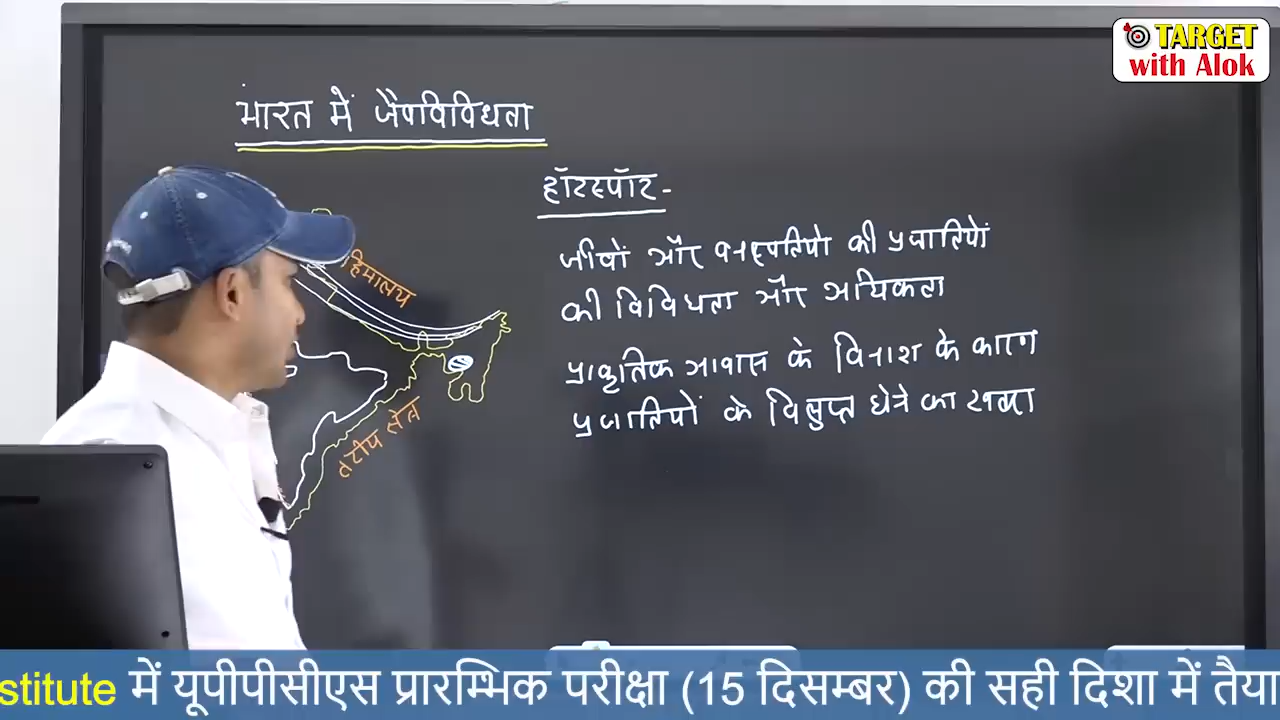 TARGET
with Alok
भारत में जैवविविधता
हॉटस्पॉट -
जीवों और वनस्पतियों की प्रजातियों
की विविधता और अधिकता
प्राकृतिक आवास के विनाश के कारण
प्रजातियों के विलुप्त होने का खतरा
हिमालय
तटीय
stitute में यूपीपीसीएस प्रारम्भिक परीक्षा (15 दिसम्बर) की सही दिशा में तैया